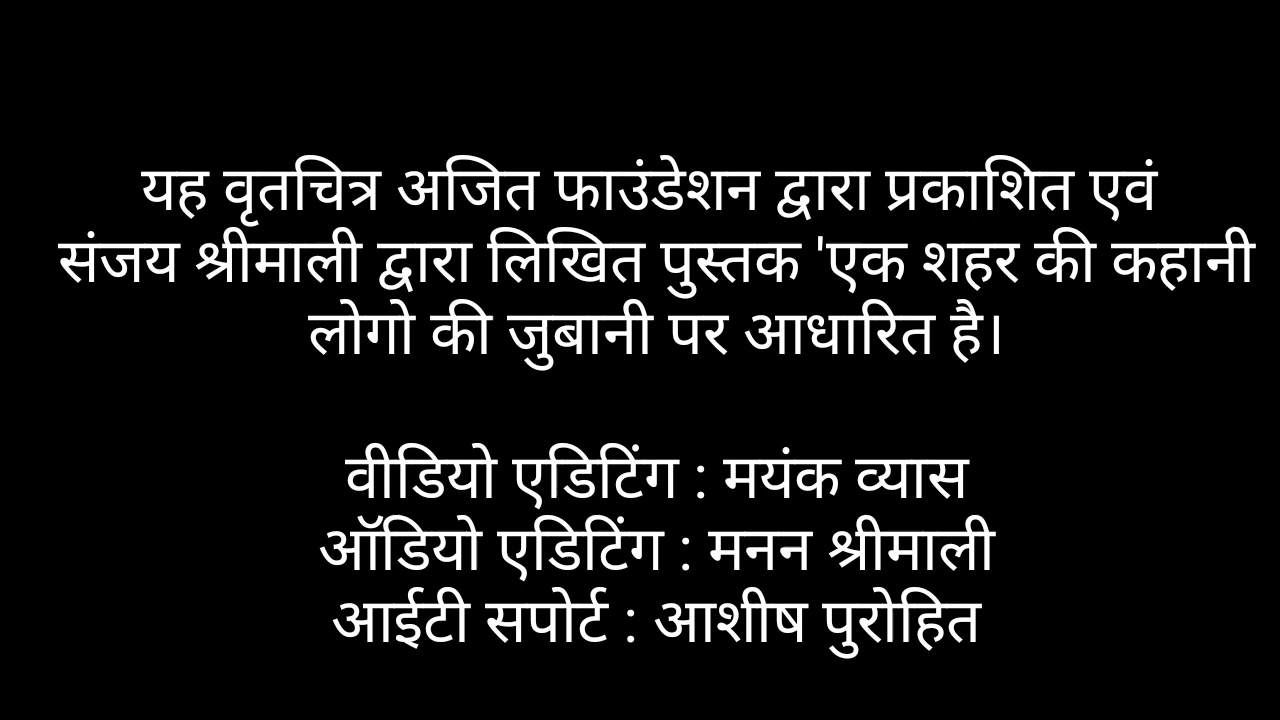 यह वृतचित्र अजित फाउंडेशन द्वारा प्रकाशित एवं
संजय श्रीमाली द्वारा लिखित पुस्तक 'एक शहर की कहानी
लोगो की जुबानी पर आधारित है।
वीडियो एडिटिंग : मयंक व्यास
ऑडियो एडिटिंग : मनन श्रीमाली
आईटी सपोर्ट : आशीष पुरोहित